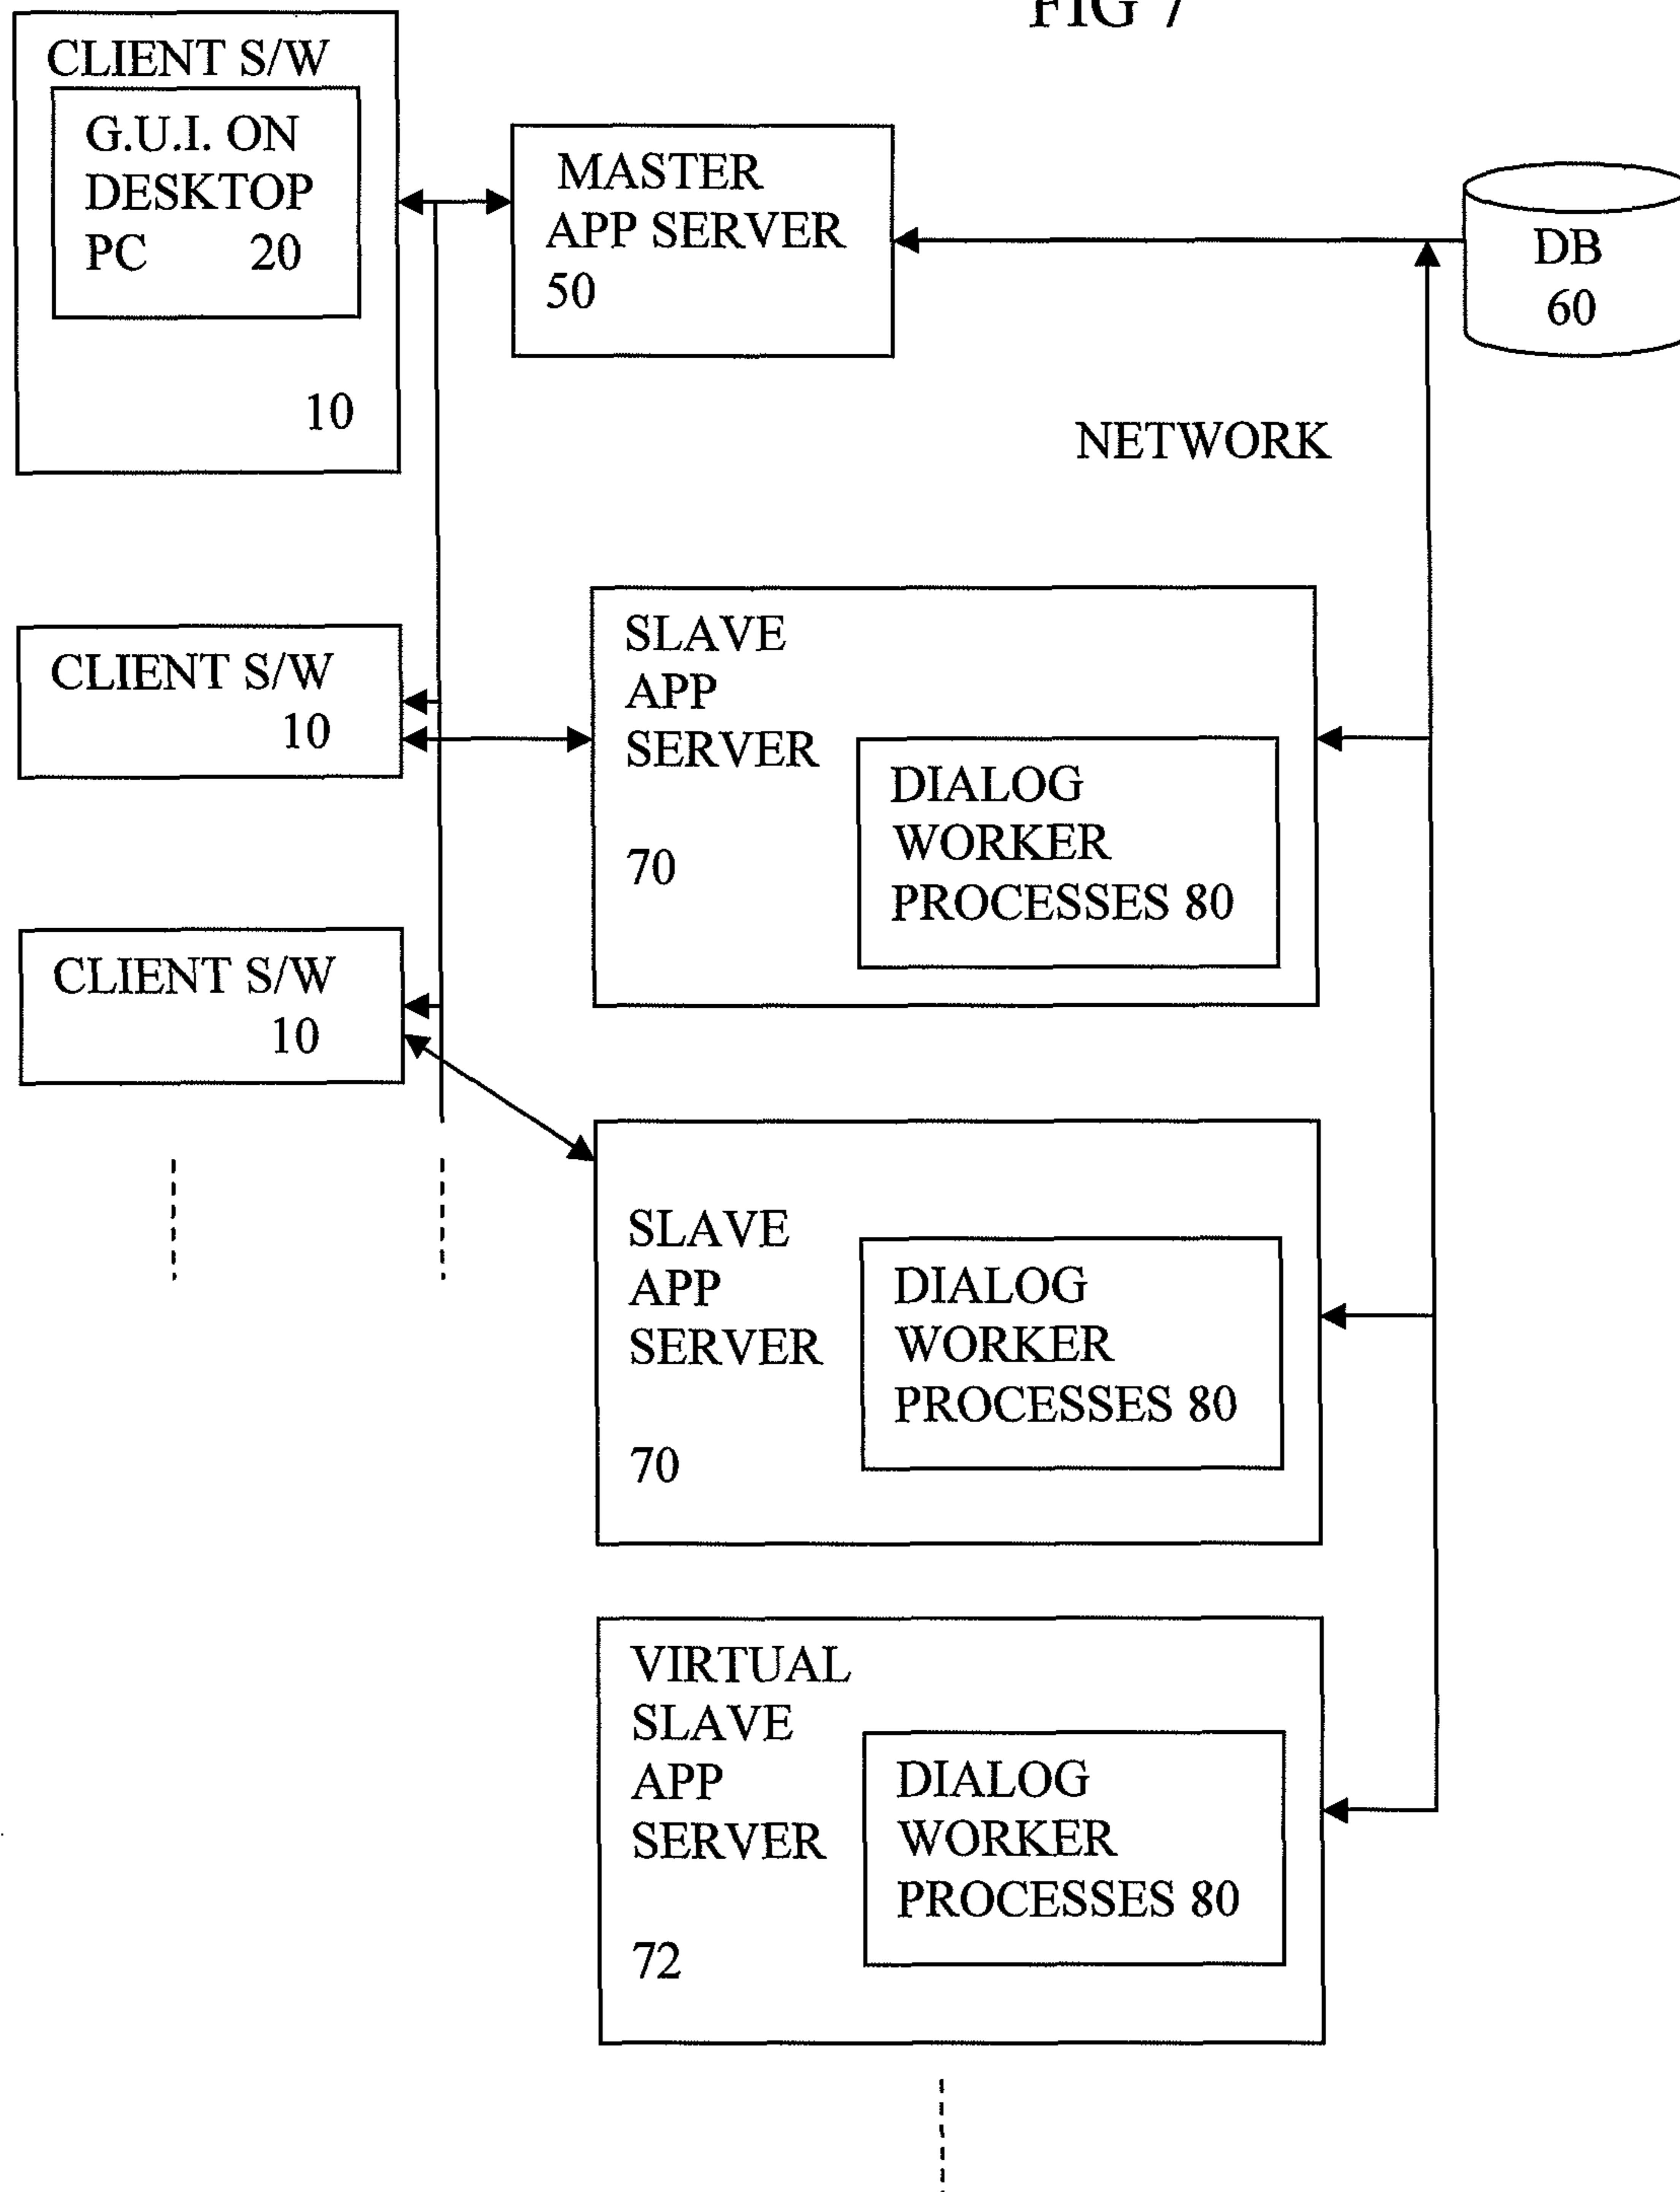 FIG 7
CLIENT S/W
G.U.I. ON
DESKTOP
PC 20
10
MASTER
APP SERVER
50
DB
60
NETWORK
CLIENT S/W
10
SLAVE
APP
SERVER
70
DIALOG
WORKER
PROCESSES 80
CLIENT S/W
10
SLAVE
APP
SERVER
70
DIALOG
WORKER
PROCESSES 80
VIRTUAL
SLAVE
APP
SERVER
72
DIALOG
WORKER
PROCESSES 80